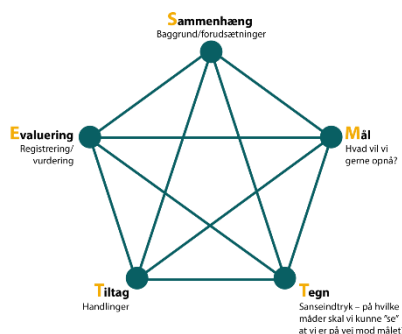 Sammenhæng
Baggrund/forudsætninger
Evaluering
Registrering/
vurdering
Mål
Hvad vil vi
gerne opnå?
Tiltag
Handlinger
Tegn
Sanseindtryk – på hvilke
måder skal vi kunne "se"
at vi er på vej mod målet